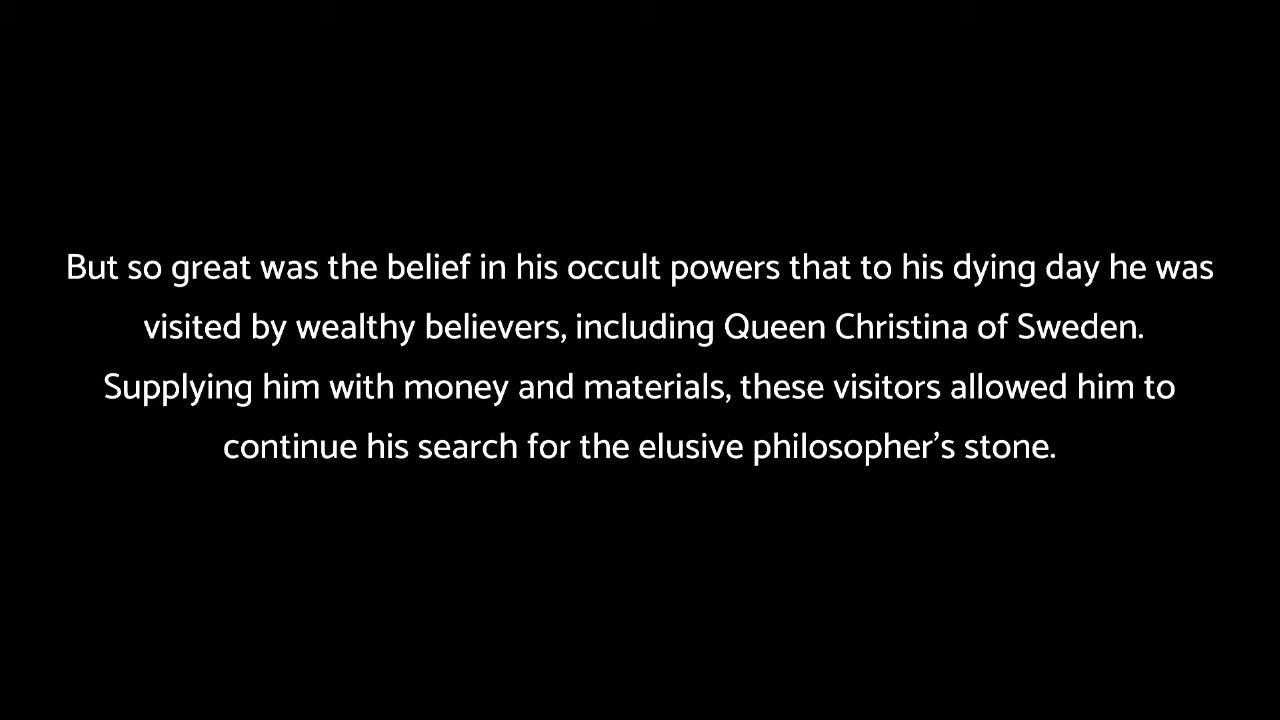 But so great was the belief in his occult powers that to his dying day he was
visited by wealthy believers, including Queen Christina of Sweden.
Supplying him with money and materials, these visitors allowed him to
continue his search for the elusive philosopher’s stone.